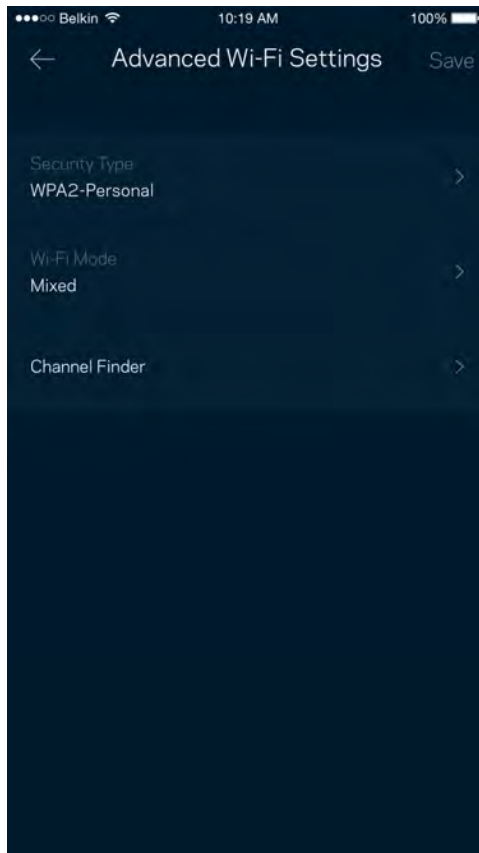 Belkin 10:19 AM 100%
Advanced Wi-Fi Settings Save
Security Type
WPA2-Personal
Wi-Fi Mode
Mixed
Channel Finder